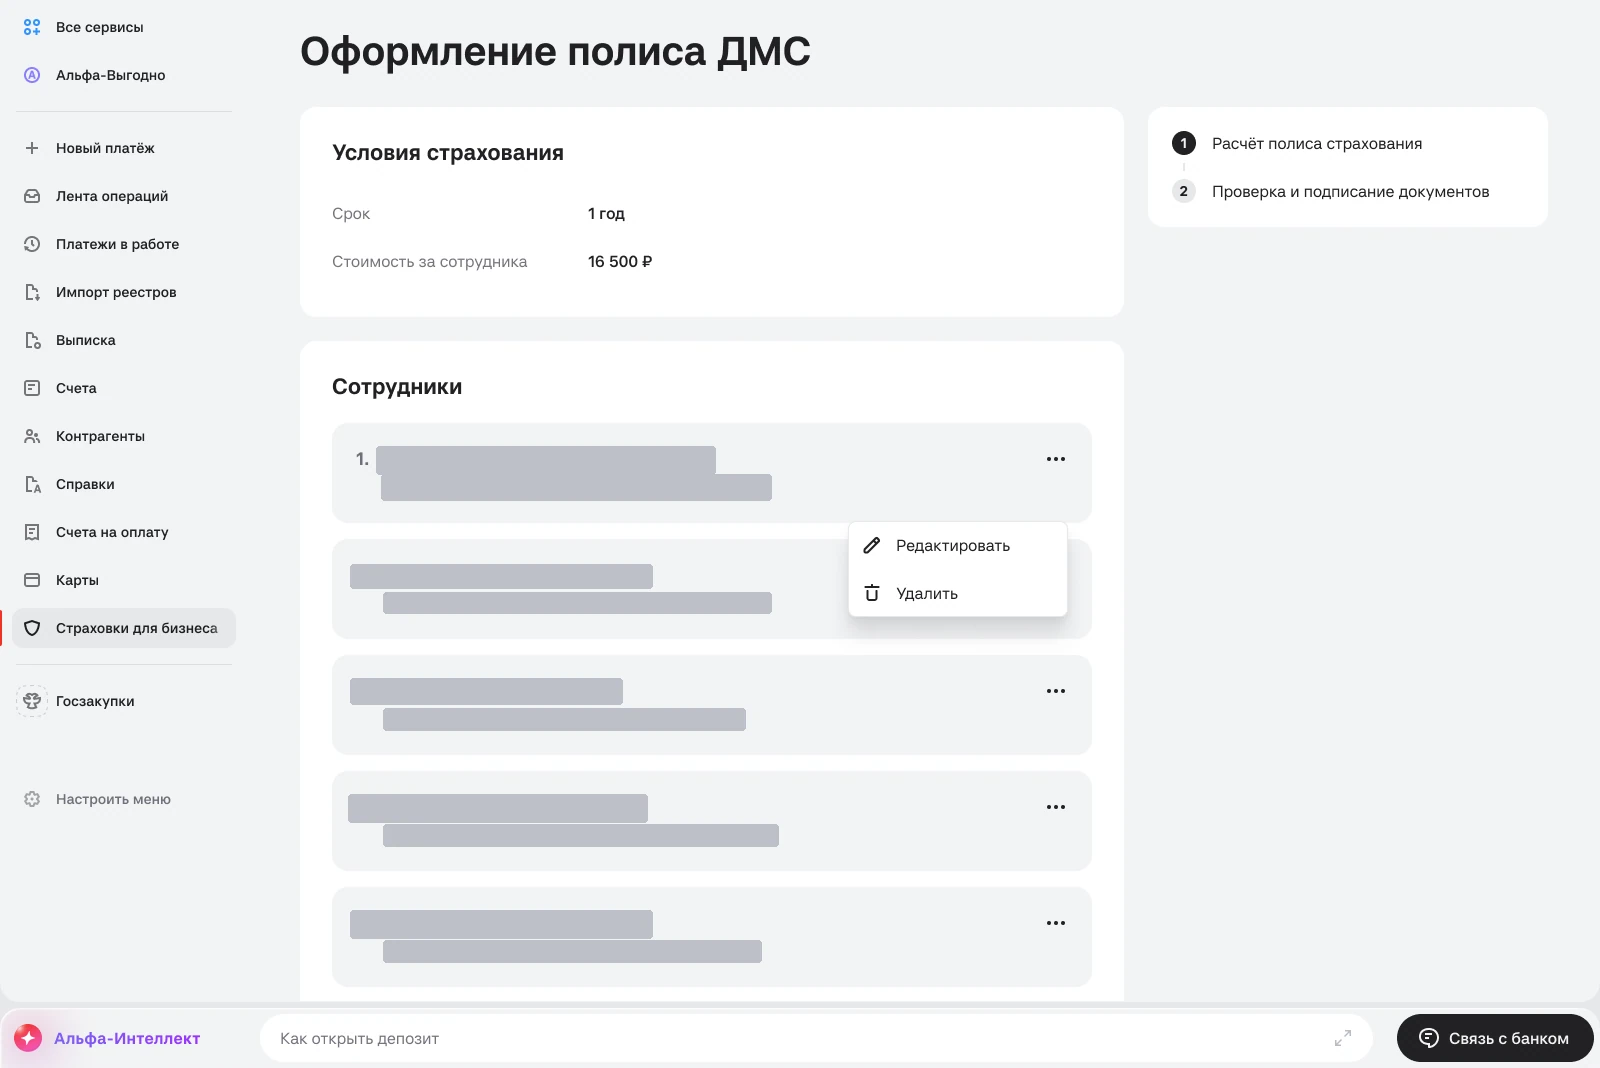 Все сервисы
Альфа-Выгодно
Новый платёж
Лента операций
Платежи в работе
Импорт реестров
Выписка
Счета
Контрагенты
Справки
Счета на оплату
Карты
Страховки для бизнеса
Госзакупки
Настроить меню
Оформление полиса ДМС
Условия страхования
Срок 1 год
Стоимость за сотрудника 16 500 ₽
Сотрудники
1.
Редактировать
Удалить
1 Расчёт полиса страхования
2 Проверка и подписание документов
Альфа-Интеллект
Как открыть депозит
Связь с банком